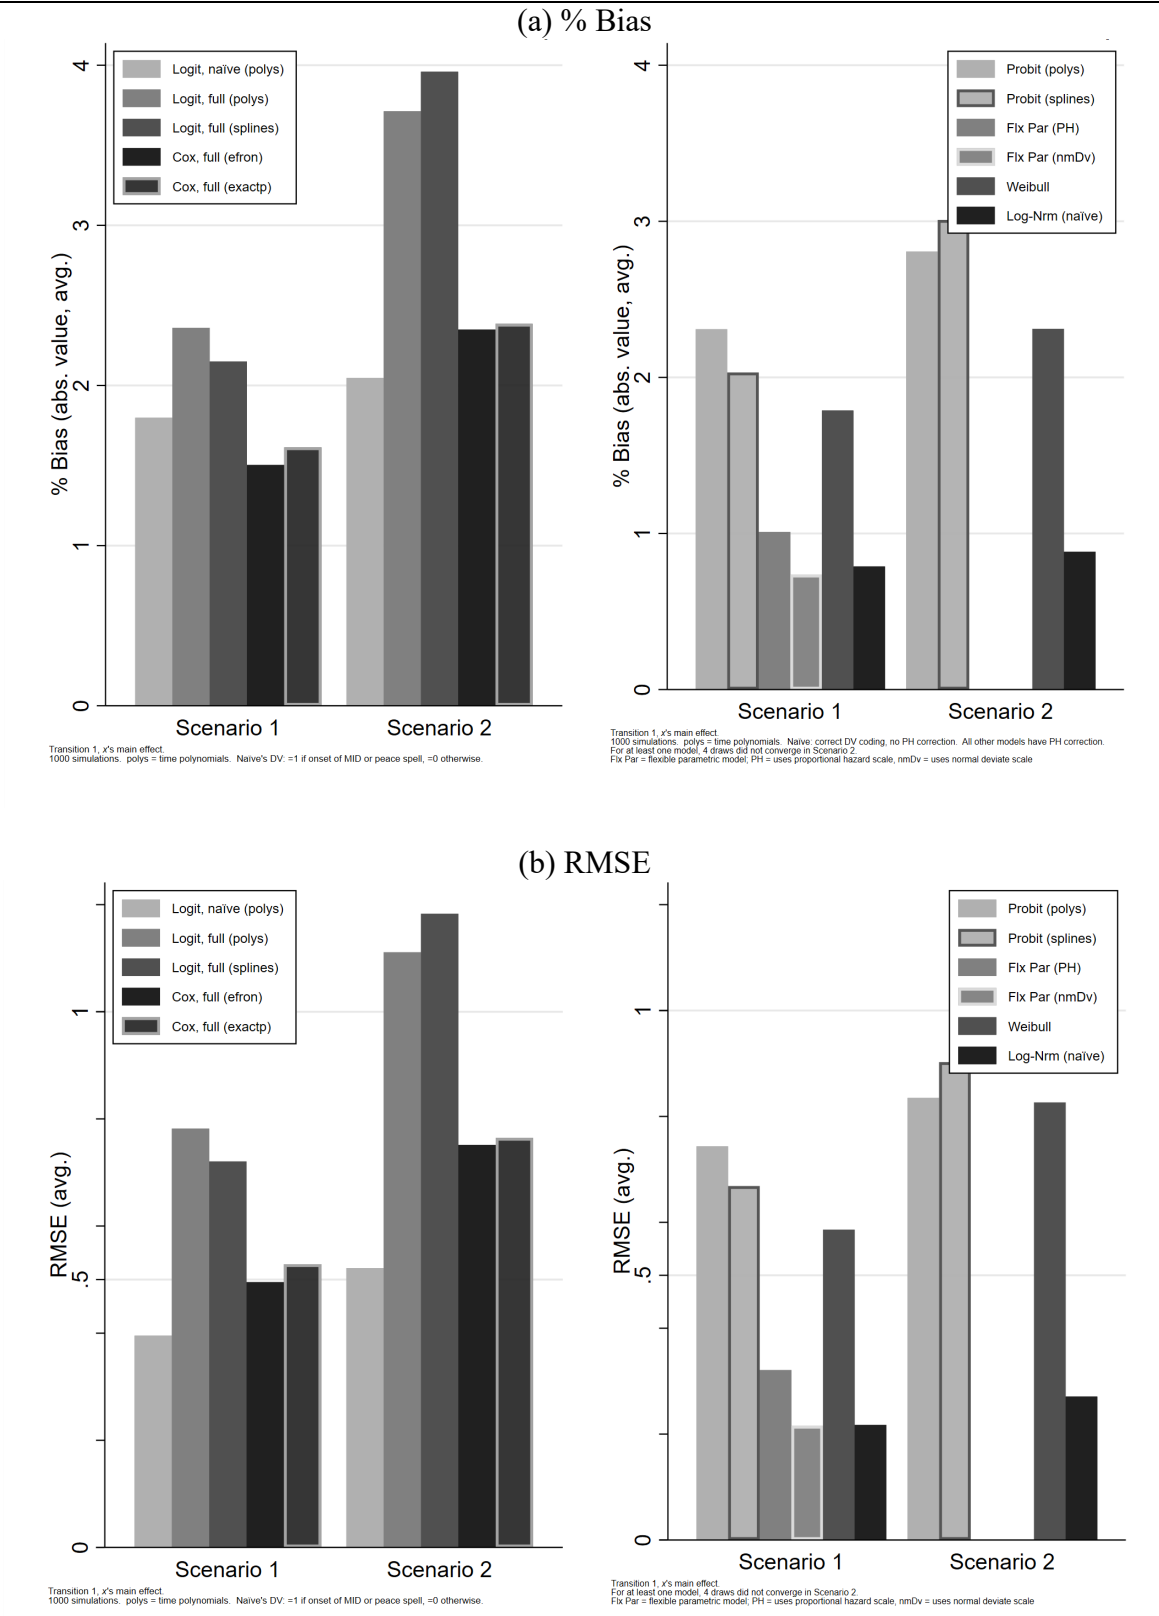 (a) % Bias
% Bias (abs. value, avg.)
4
3
2
1
0
Logit, naïve (polys)
Logit, full (polys)
Logit, full (splines)
Cox, full (efron)
Cox, full (exactp)
Scenario 1
Scenario 2
Transition 1, x's main effect.
1000 simulations. polys = time polynomials. Naïve's DV: =1 if onset of MID or peace spell, =0 otherwise.
% Bias (abs. value, avg.)
4
3
2
1
0
Probit (polys)
Probit (splines)
Flx Par (PH)
Flx Par (nmDv)
Weibull
Log-Nrm (naïve)
Scenario 1
Scenario 2
Transition 1, x's main effect.
1000 simulations. polys = time polynomials. Naïve: correct DV coding, no PH correction. All other models have PH correction.
For at least one model, 4 draws did not converge in Scenario 2.
Flx Par = flexible parametric model; PH = uses proportional hazard scale, nmDv = uses normal deviate scale
(b) RMSE
RMSE (avg.)
1
.5
0
Logit, naïve (polys)
Logit, full (polys)
Logit, full (splines)
Cox, full (efron)
Cox, full (exactp)
Scenario 1
Scenario 2
Transition 1, x's main effect.
1000 simulations. polys = time polynomials. Naïve's DV: =1 if onset of MID or peace spell, =0 otherwise.
RMSE (avg.)
1
.5
0
Probit (polys)
Probit (splines)
Flx Par (PH)
Flx Par (nmDv)
Weibull
Log-Nrm (naïve)
Scenario 1
Scenario 2
Transition 1, x's main effect.
For at least one model, 4 draws did not converge in Scenario 2.
Flx Par = flexible parametric model; PH = uses proportional hazard scale, nmDv = uses normal deviate scale